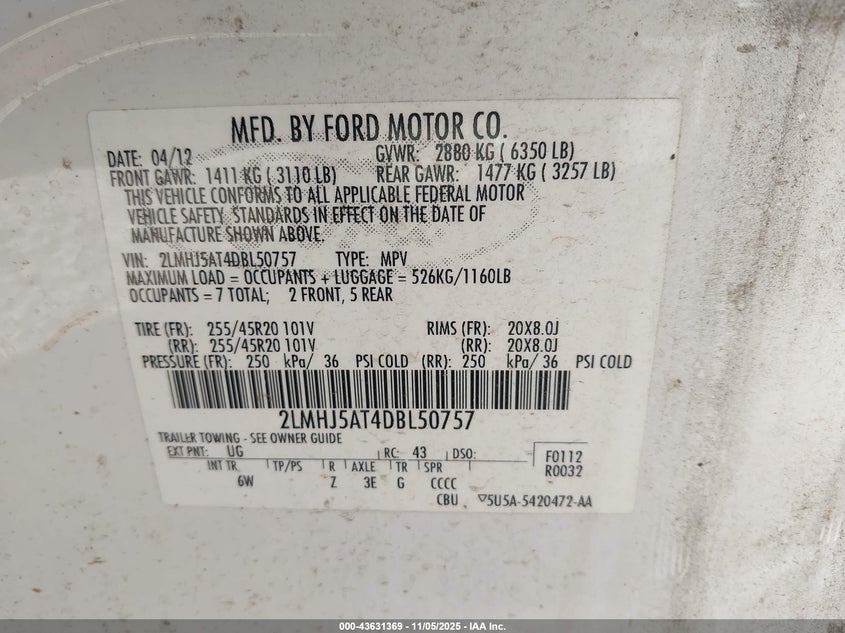 MFD. BY FORD MOTOR CO.
DATE: 04/12 GVWR: 2880 KG ( 6350 LB)
FRONT GAWR: 1411 KG ( 3110 LB) REAR GAWR: 1477 KG ( 3257 LB)
THIS VEHICLE CONFORMS TO ALL APPLICABLE FEDERAL MOTOR
VEHICLE SAFETY. STANDARDS IN EFFECT ON THE DATE OF
MANUFACTURE SHOWN ABOVE.
VIN: 2LMHJ5AT4DBL50757 TYPE: MPV
MAXIMUM LOAD = OCCUPANTS + LUGGAGE = 526KG/1160LB
OCCUPANTS = 7 TOTAL; 2 FRONT, 5 REAR
TIRE (FR): 255/45R20 101V RIMS (FR): 20X8.0J
(RR): 255/45R20 101V (RR): 20X8.0J
PRESSURE (FR): 250 kPa/ 36 PSI COLD (RR): 250 kPa/ 36 PSI COLD
2LMHJ5AT4DBL50757
TRAILER TOWING - SEE OWNER GUIDE
EXT PNT: UG RC: 43 DSO: F0112
INT TR TP/PS R AXLE TR SPR R0032
6W Z 3E G CCCC
CBU 5U5A-5420472-AA
000-43631369 - 11/05/2025 - IAA Inc.